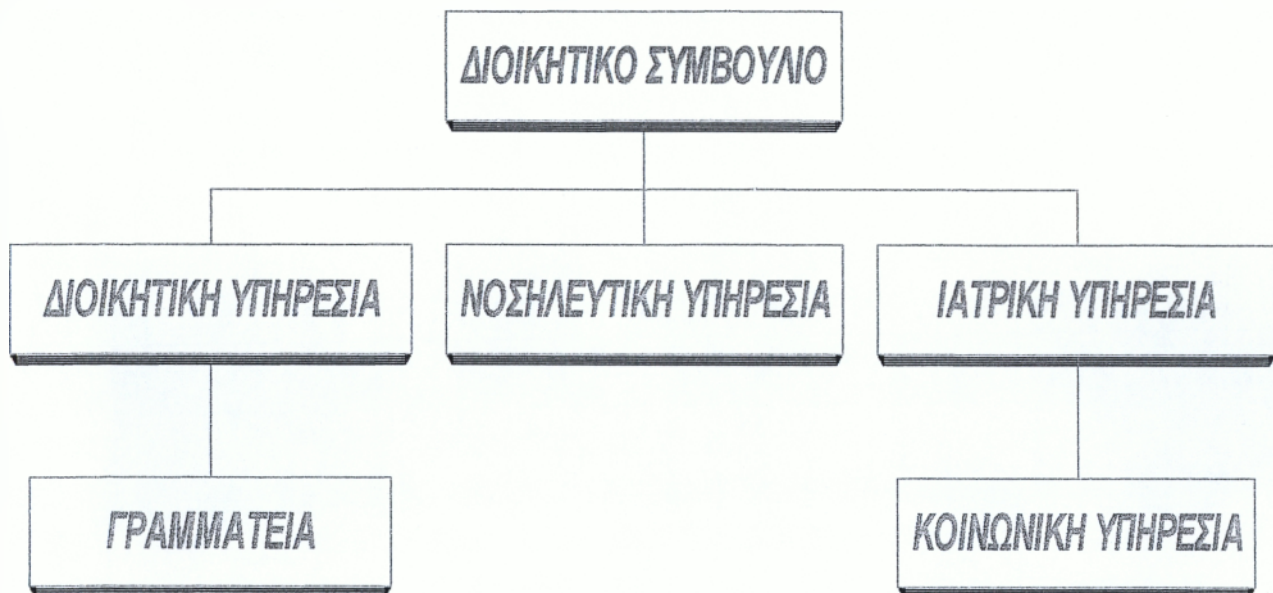 ΔΙΟΙΚΗΤΙΚΟ ΣΥΜΒΟΥΛΙΟ
ΔΙΟΙΚΗΤΙΚΗ ΥΠΗΡΕΣΙΑ
ΝΟΣΗΛΕΥΤΙΚΗ ΥΠΗΡΕΣΙΑ
ΙΑΤΡΙΚΗ ΥΠΗΡΕΣΙΑ
ΓΡΑΜΜΑΤΕΙΑ
ΚΟΙΝΩΝΙΚΗ ΥΠΗΡΕΣΙΑ